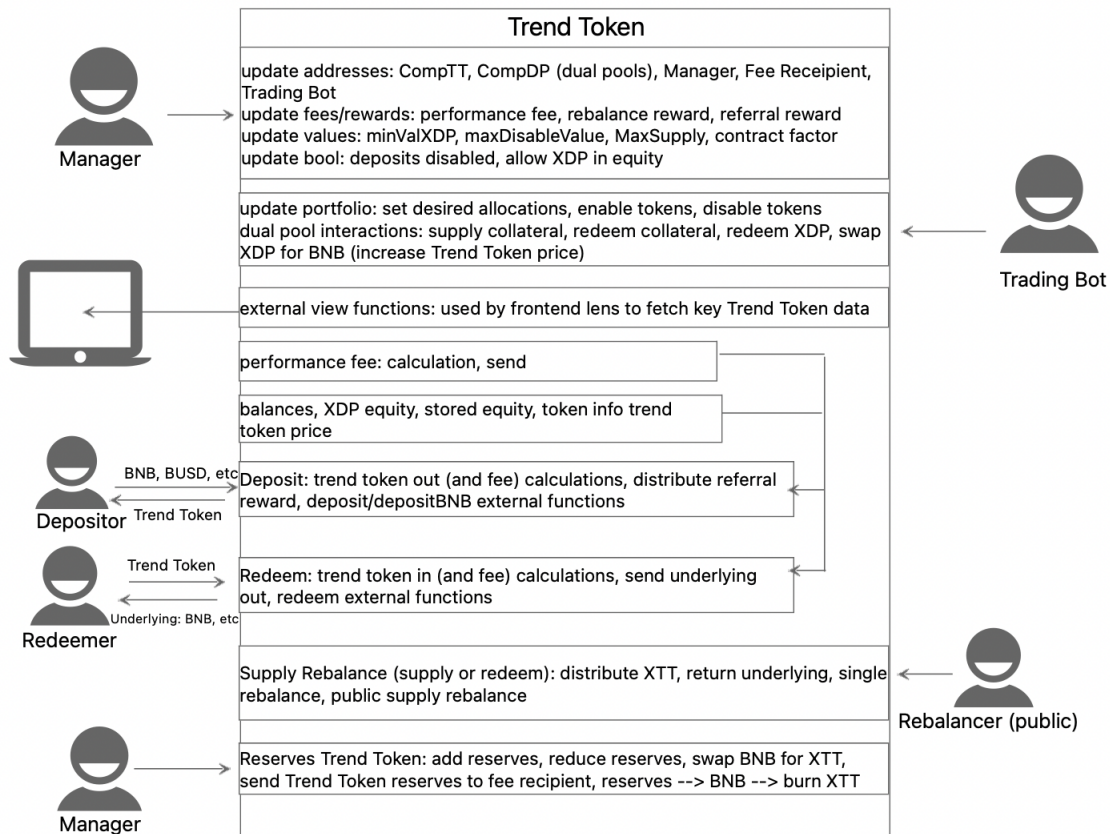 Trend Token
update addresses: CompTT, CompDP (dual pools), Manager, Fee Receipient,
Trading Bot
update fees/rewards: performance fee, rebalance reward, referral reward
update values: minValXDP, maxDisableValue, MaxSupply, contract factor
update bool: deposits disabled, allow XDP in equity
Manager
update portfolio: set desired allocations, enable tokens, disable tokens
dual pool interactions: supply collateral, redeem collateral, redeem XDP, swap
XDP for BNB (increase Trend Token price)
Trading Bot
external view functions: used by frontend lens to fetch key Trend Token data
performance fee: calculation, send
balances, XDP equity, stored equity, token info trend
token price
BNB, BUSD, etc
Deposit: trend token out (and fee) calculations, distribute referral
reward, deposit/depositBNB external functions
Depositor
Trend Token
Trend Token
Redeem: trend token in (and fee) calculations, send underlying
out, redeem external functions
Underlying: BNB, etc
Redeemer
Supply Rebalance (supply or redeem): distribute XTT, return underlying, single
rebalance, public supply rebalance
Rebalancer (public)
Reserves Trend Token: add reserves, reduce reserves, swap BNB for XTT,
send Trend Token reserves to fee recipient, reserves --> BNB --> burn XTT
Manager